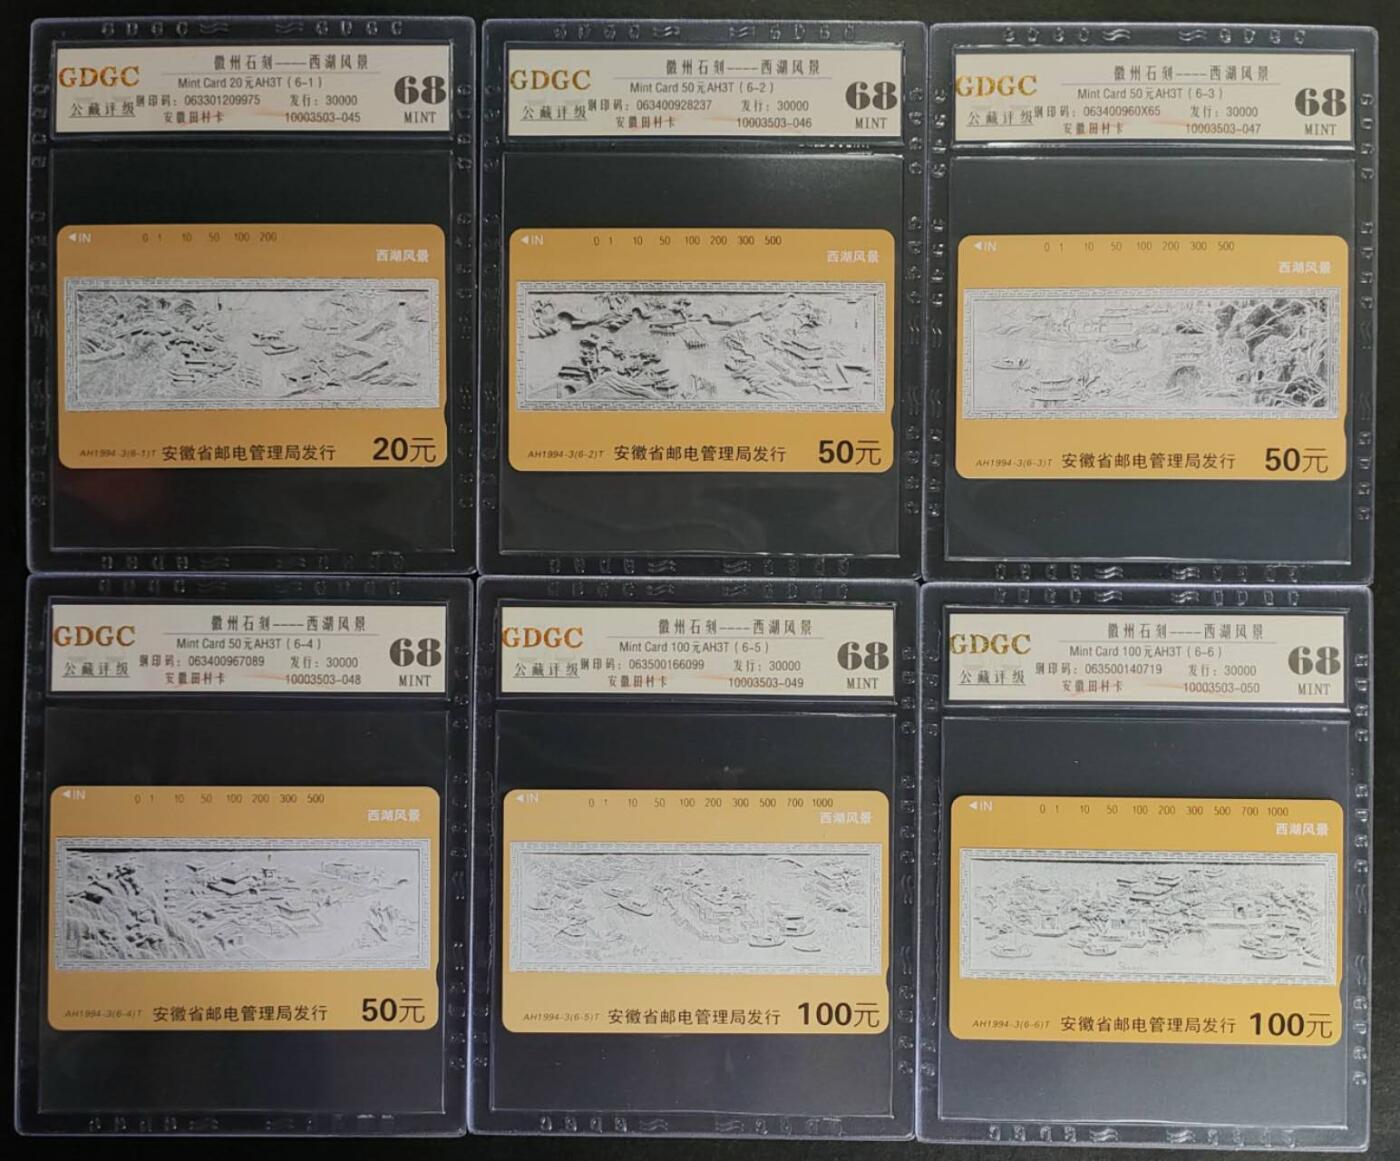 GDGC
公藏评级
徽州石刻----西湖风景
Mint Card 20元AH3T ( 6-1 )
钢印码: 063301209975 发行: 30000
安徽田村卡 10003503-045
68
MINT
◀IN 0 1 10 50 100 200
西湖风景
AH1994-3(6-1)T 安徽省邮电管理局发行 20元
GDGC
公藏评级
徽州石刻----西湖风景
Mint Card 50元AH3T ( 6-2 )
钢印码: 063400928237 发行: 30000
安徽田村卡 10003503-046
68
MINT
◀IN 0 1 10 50 100 200 300 500
西湖风景
AH1994-3(6-2)T 安徽省邮电管理局发行 50元
GDGC
公藏评级
徽州石刻----西湖风景
Mint Card 50元AH3T ( 6-3 )
钢印码: 063400960X65 发行: 30000
安徽田村卡 10003503-047
68
MINT
◀IN 0 1 10 50 100 200 300 500
西湖风景
AH1994-3(6-3)T 安徽省邮电管理局发行 50元
GDGC
公藏评级
徽州石刻----西湖风景
Mint Card 50元AH3T ( 6-4 )
钢印码: 063400967089 发行: 30000
安徽田村卡 10003503-048
68
MINT
◀IN 0 1 10 50 100 200 300 500
西湖风景
AH1994-3(6-4)T 安徽省邮电管理局发行 50元
GDGC
公藏评级
徽州石刻----西湖风景
Mint Card 100元AH3T ( 6-5 )
钢印码: 063500166099 发行: 30000
安徽田村卡 10003503-049
68
MINT
◀IN 0 1 10 50 100 200 300 500 700 1000
西湖风景
AH1994-3(6-5)T 安徽省邮电管理局发行 100元
GDGC
公藏评级
徽州石刻----西湖风景
Mint Card 100元AH3T ( 6-6 )
钢印码: 063500140719 发行: 30000
安徽田村卡 10003503-050
68
MINT
◀IN 0 1 10 50 100 200 300 500 700 1000
西湖风景
AH1994-3(6-6)T 安徽省邮电管理局发行 100元